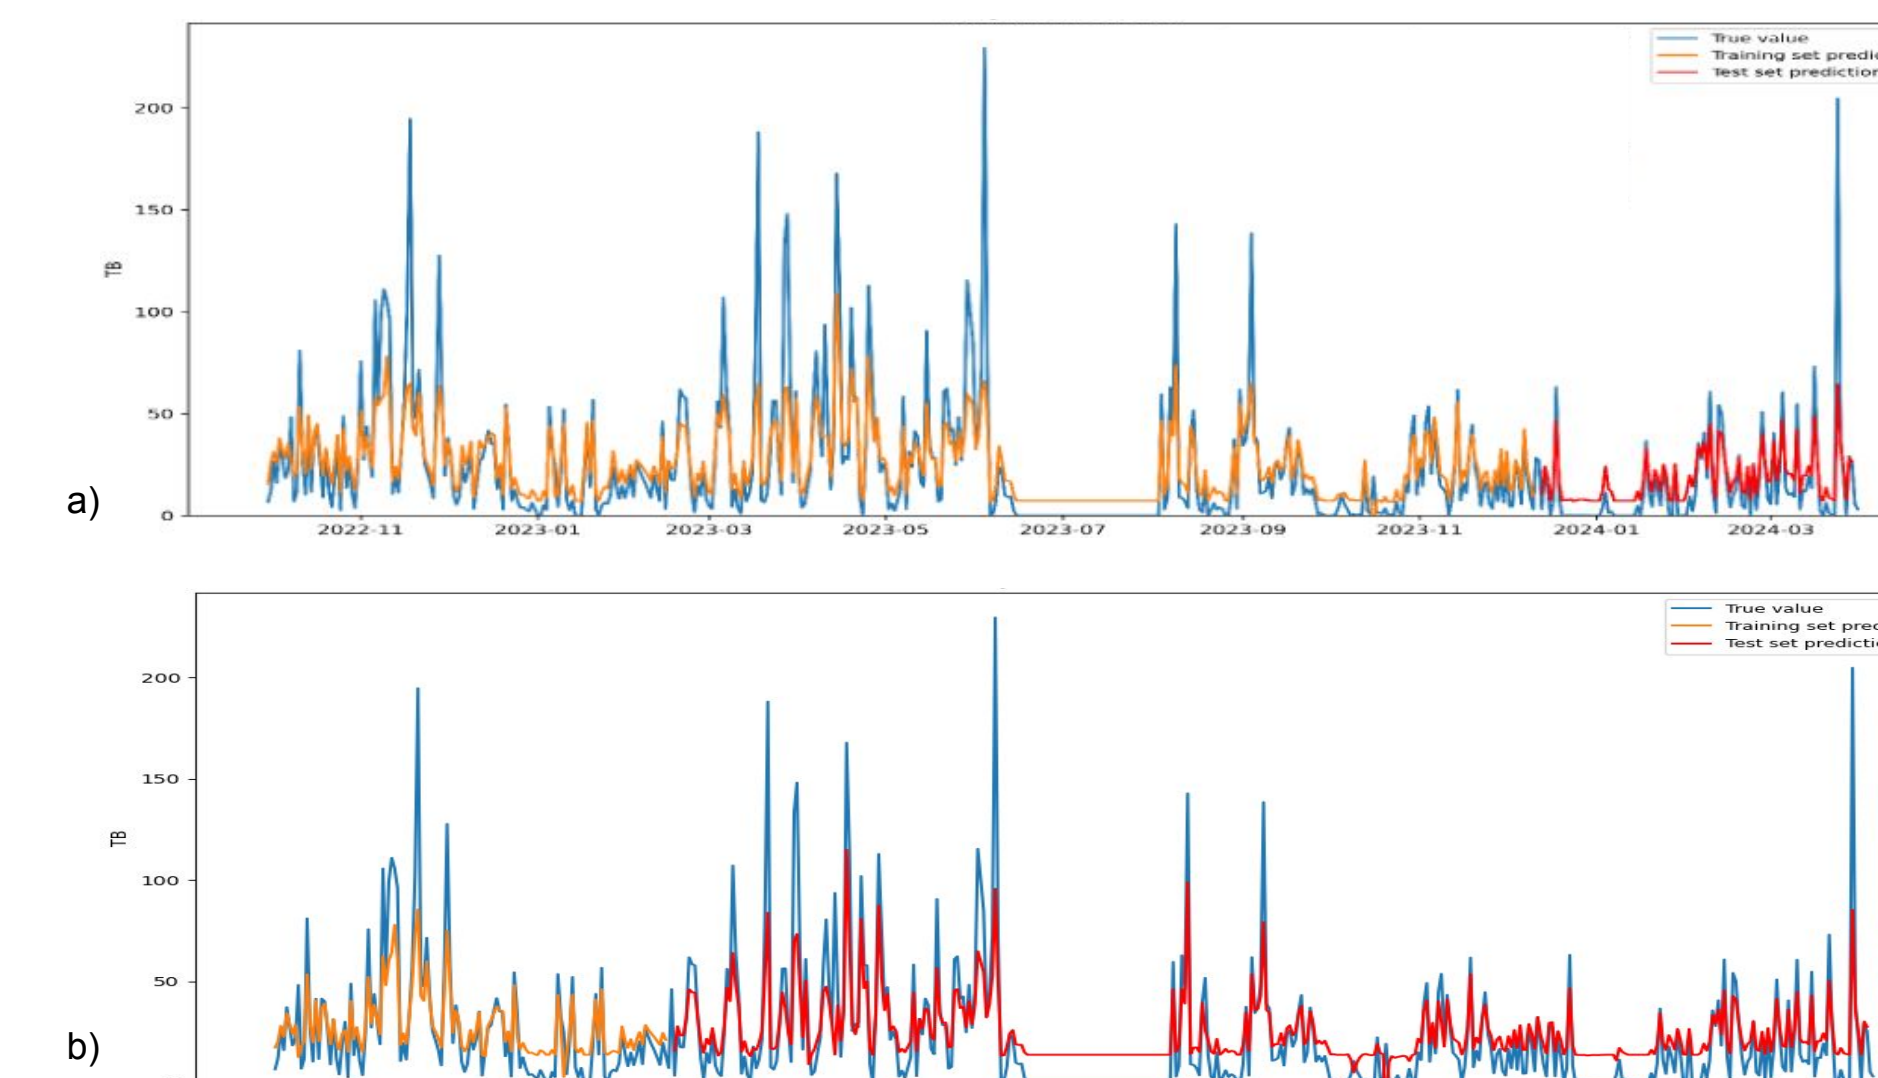 True value
Training set predic
Test set prediction
200
150
TB
100
50
a)
0
2022-11 2023-01 2023-03 2023-05 2023-07 2023-09 2023-11 2024-01 2024-03
True value
Training set pred
Test set predicti
200
150
TB
100
50
b)